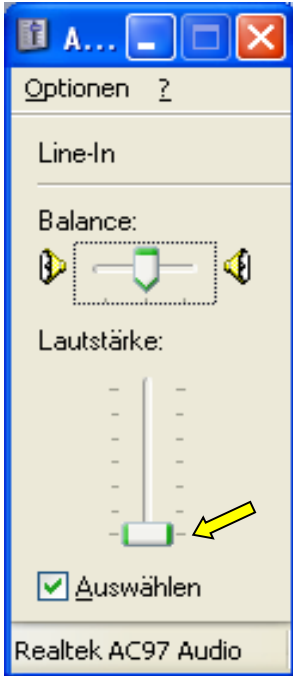 A...
Optionen ?
Line-In
Balance:
Lautstärke:
Auswählen
Realtek AC97 Audio